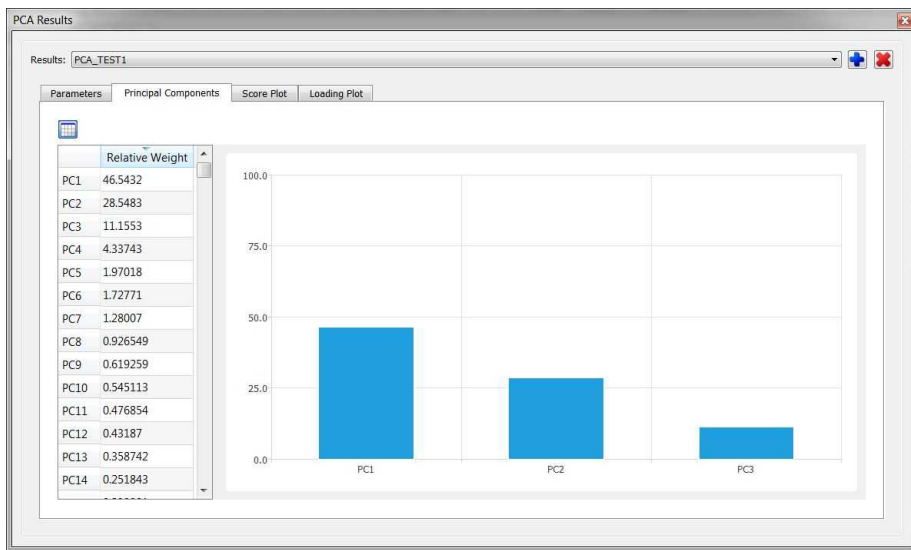 PCA Results
Results: PCA_TEST1
Parameters Principal Components Score Plot Loading Plot
Relative Weight
PC1 46.5432
PC2 28.5483
PC3 11.1553
PC4 4.33743
PC5 1.97018
PC6 1.72771
PC7 1.28007
PC8 0.926549
PC9 0.619259
PC10 0.545113
PC11 0.476854
PC12 0.43187
PC13 0.358742
PC14 0.251843
100.0
75.0
50.0
25.0
0.0
PC1 PC2 PC3